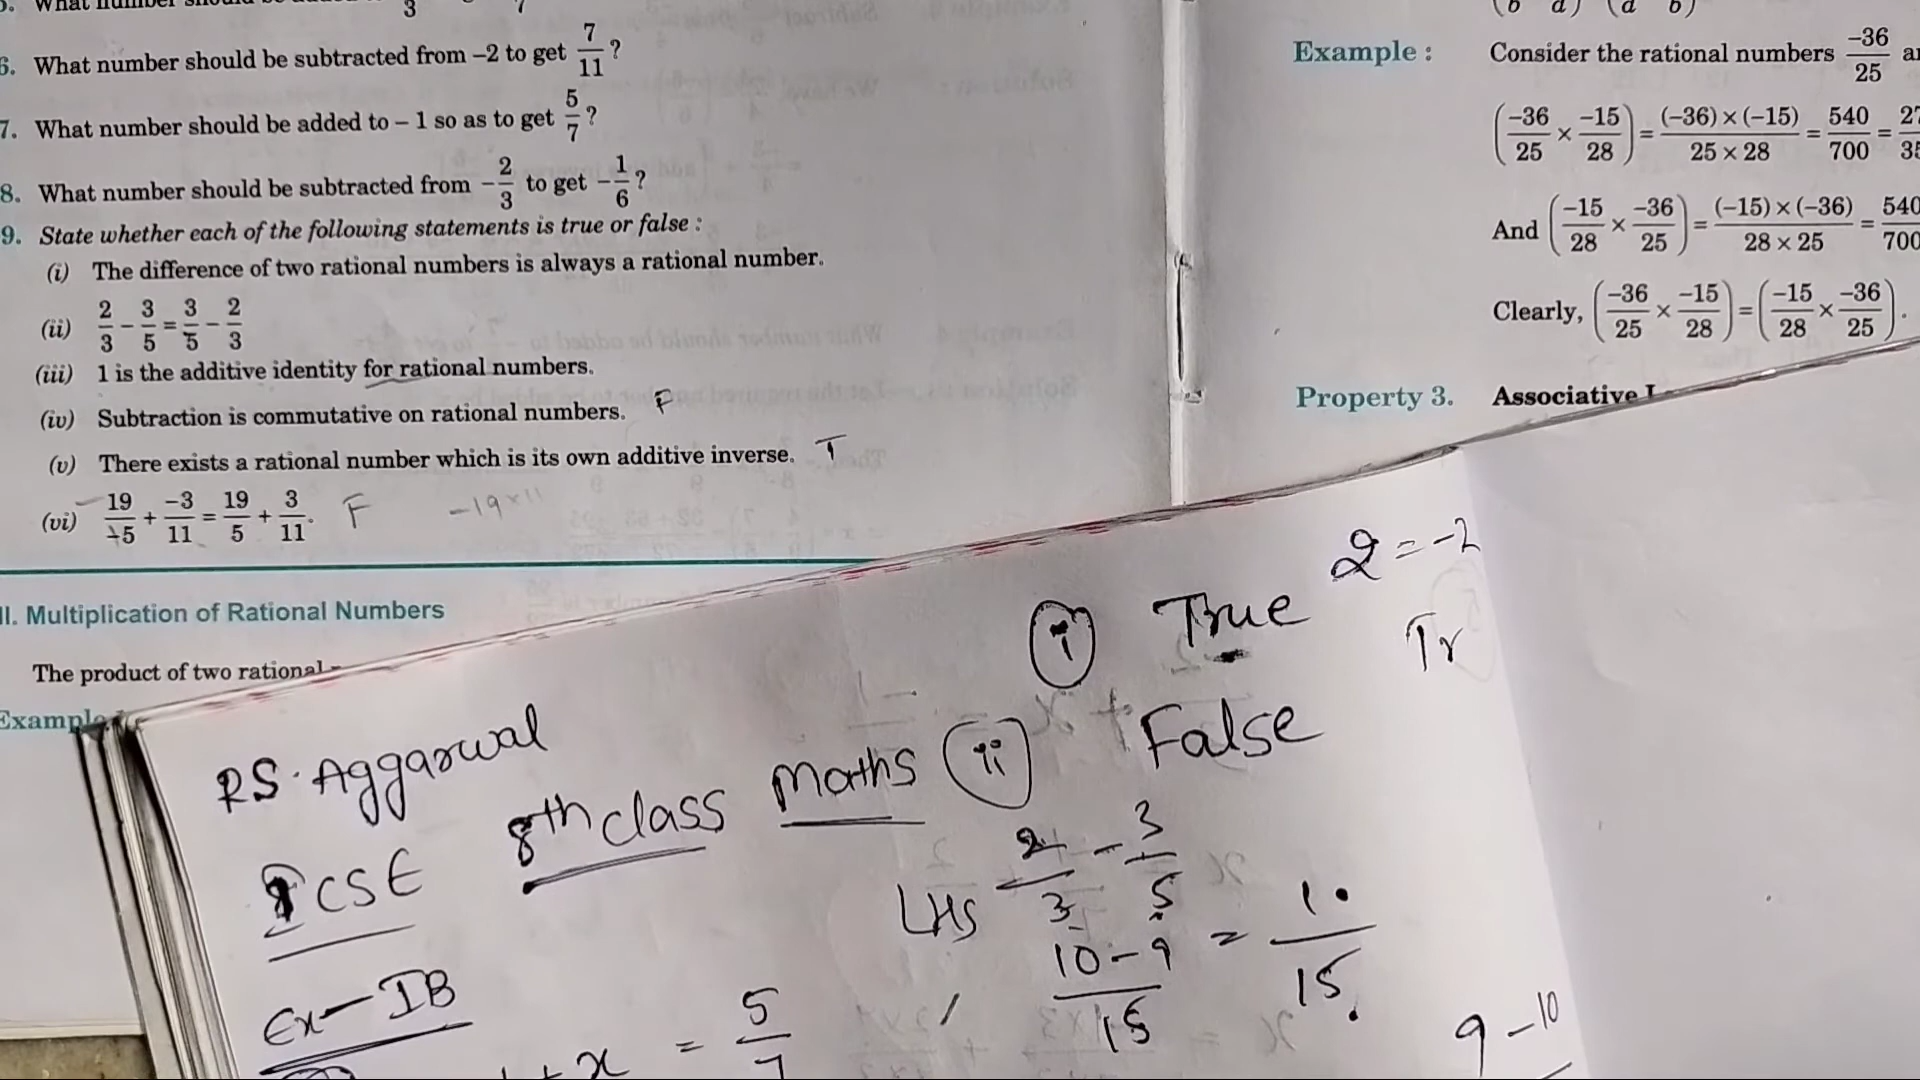 6. What number should be subtracted from –2 to get 7/11 ?
7. What number should be added to – 1 so as to get 5/7 ?
8. What number should be subtracted from –2/3 to get –1/6 ?
9. State whether each of the following statements is true or false :
(i) The difference of two rational numbers is always a rational number.
(ii) 2/3 – 3/5 = 3/5 – 2/3
(iii) 1 is the additive identity for rational numbers.
(iv) Subtraction is commutative on rational numbers. F
(v) There exists a rational number which is its own additive inverse. T
(vi) 19/-5 + -3/11 = 19/5 + 3/11. F -19×11
II. Multiplication of Rational Numbers
The product of two rational
Example
Example : Consider the rational numbers -36/25
(-36/25 × -15/28) = (-36) × (-15)/25 × 28 = 540/700 =
And (-15/28 × -36/25) = (-15) × (-36)/28 × 25 = 540/700
Clearly, (-36/25 × -15/28) = (-15/28 × -36/25).
Property 3. Associative
RS. Aggarwal
8th class Maths
ICSE
Ex – IB
+ x = 5/7
i True 2 = -2
Tr
ii False
LHS 2/3 - 3/5
10 - 9/15 = 1/15
9 - 10